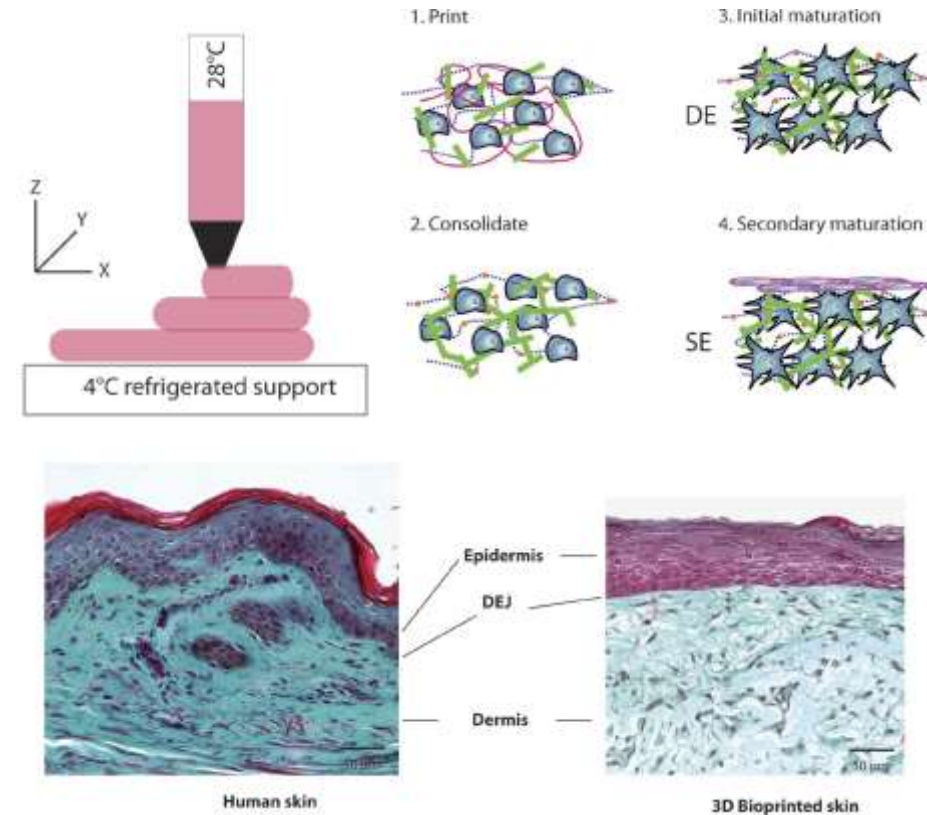 28°C
Z
Y
X
4°C refrigerated support
1. Print
2. Consolidate
3. Initial maturation
DE
4. Secondary maturation
SE
Epidermis
DEJ
Dermis
Human skin
50 µm
3D Bioprinted skin